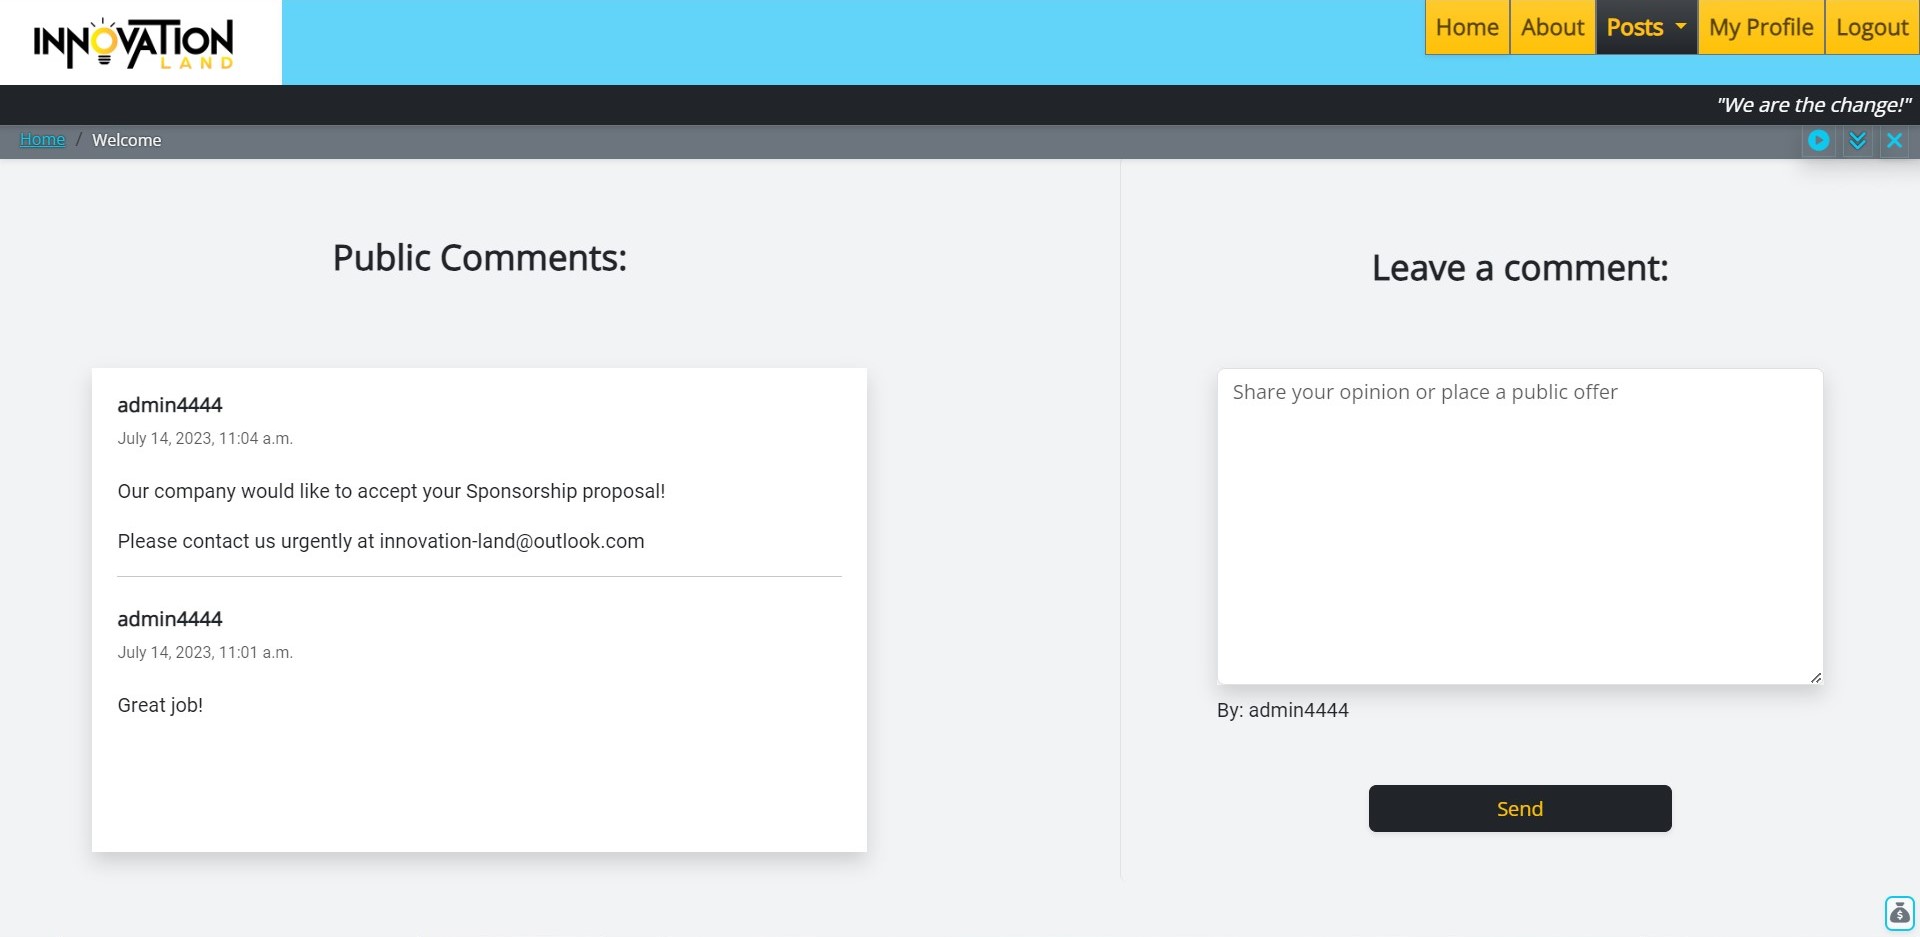 INNOVATION
LAND
Home
About
Posts
My Profile
Logout
"We are the change!"
Home / Welcome
Public Comments:
admin4444
July 14, 2023, 11:04 a.m.
Our company would like to accept your Sponsorship proposal!
Please contact us urgently at innovation-land@outlook.com
admin4444
July 14, 2023, 11:01 a.m.
Great job!
Leave a comment:
Share your opinion or place a public offer
By: admin4444
Send
$